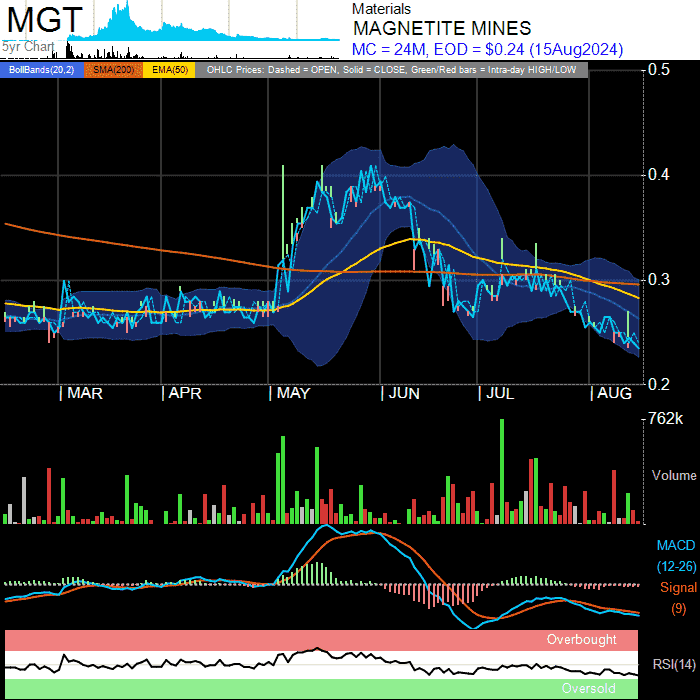 MGT
5yr Chart
Materials
MAGNETITE MINES
MC = 24M, EOD = $0.24 (15Aug2024)
BollBands(20,2) SMA(200) EMA(50) OHLC Prices: Dashed = OPEN, Solid = CLOSE, Green/Red bars = Intra-day HIGH/LOW
0.5
0.4
0.3
0.2
MAR APR MAY JUN JUL AUG
762k
Volume
MACD
(12-26)
Signal
(9)
Overbought
RSI(14)
Oversold